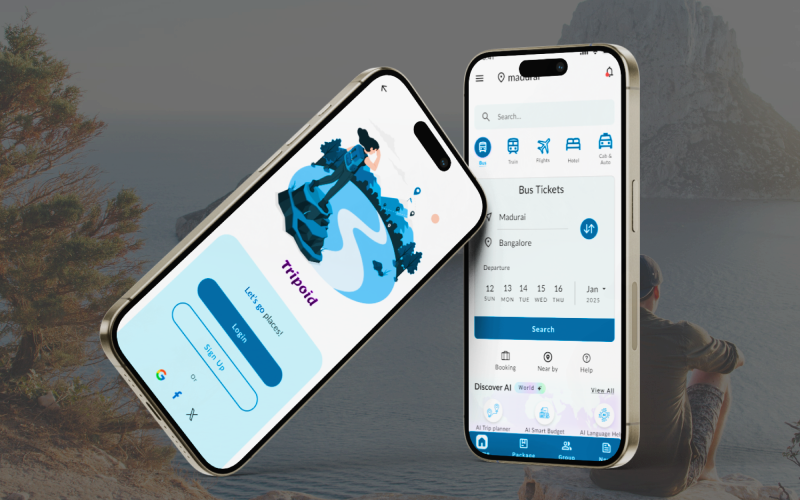 Tripoid
Let's go places!
Login
Sign Up
Or
madurai
Search...
Bus
Train
Flights
Hotel
Cab &
Auto
Bus Tickets
Madurai
Bangalore
Departure
12 13 14 15 16 Jan
SUN MON TUE WED THU 2025
Search
Booking Near by Help
Discover AI World View All
AI Trip planner AI Smart Budget AI Language Help
Package Group